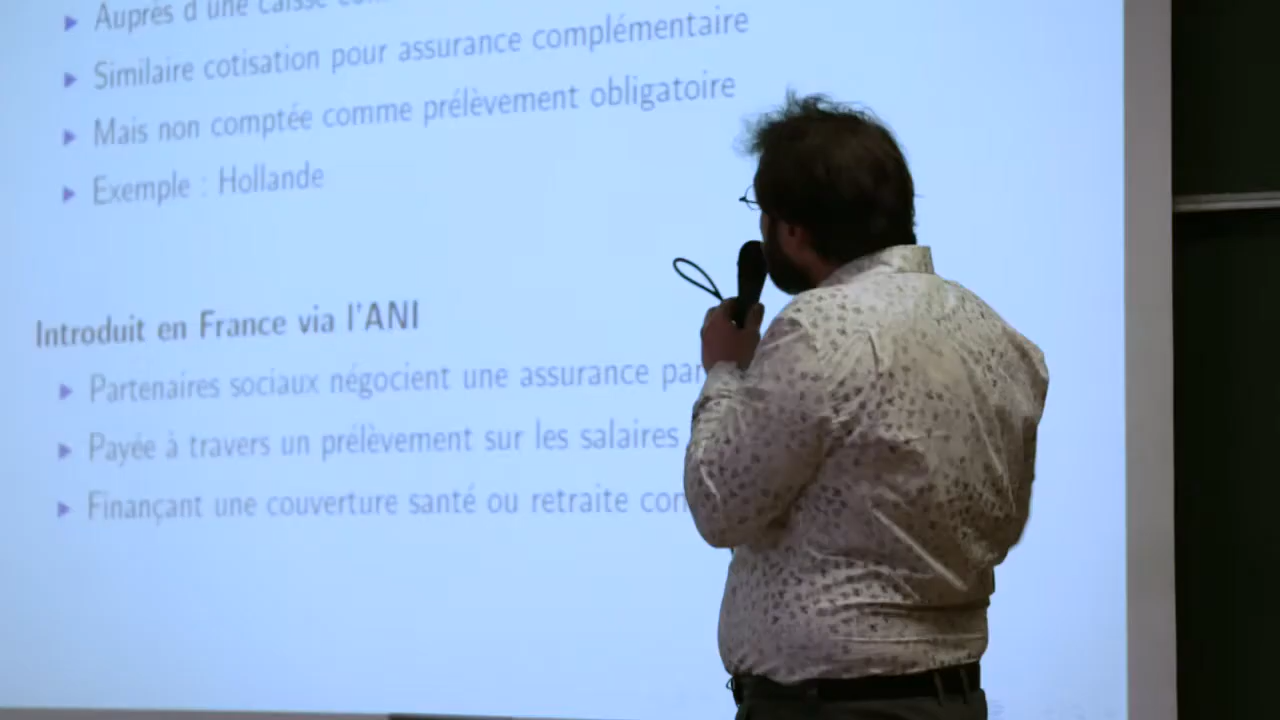 Auprès d'une caisse
Similaire cotisation pour assurance complémentaire
Mais non comptée comme prélèvement obligatoire
Exemple : Hollande
Introduit en France via l'ANI
Partenaires sociaux négocient une assurance par
Payée à travers un prélèvement sur les salaires
Finançant une couverture santé ou retraite con